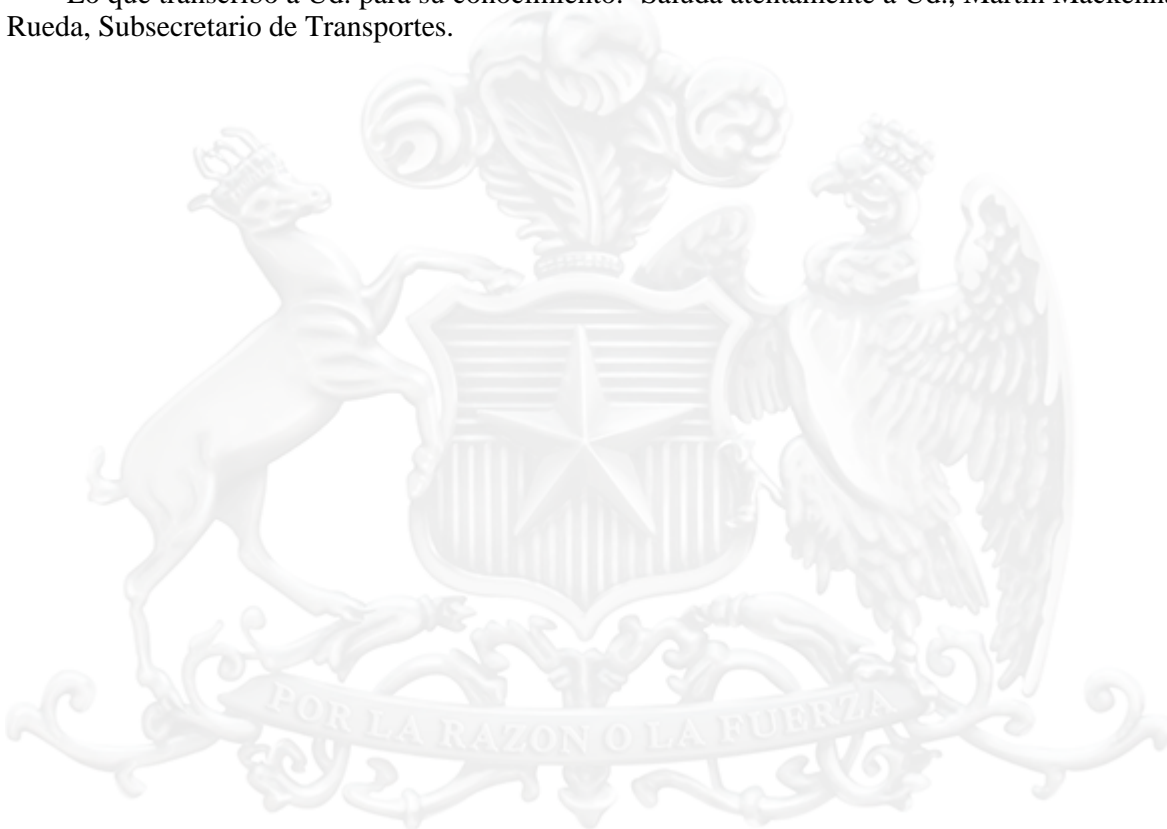 Lo que transcribo a Ud. para su conocimiento.- Saluda atentamente a Ud., Martín Mackenna
Rueda, Subsecretario de Transportes.
POR LA RAZON O LA FUERZA